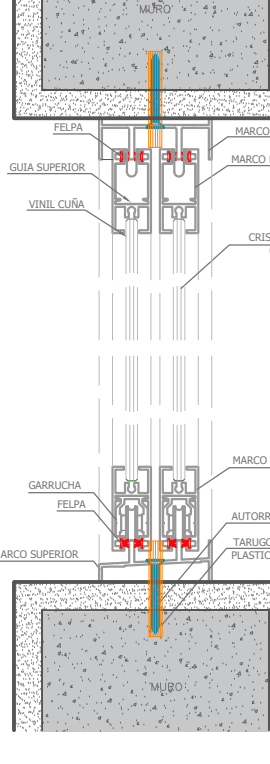 MURO
FELPA
MARCO
GUIA SUPERIOR
MARCO
VINIL CUÑA
CRIS
MARCO
GARRUCHA
FELPA
AUTORR
ARCO SUPERIOR
TARUGO
PLASTIC
MURO